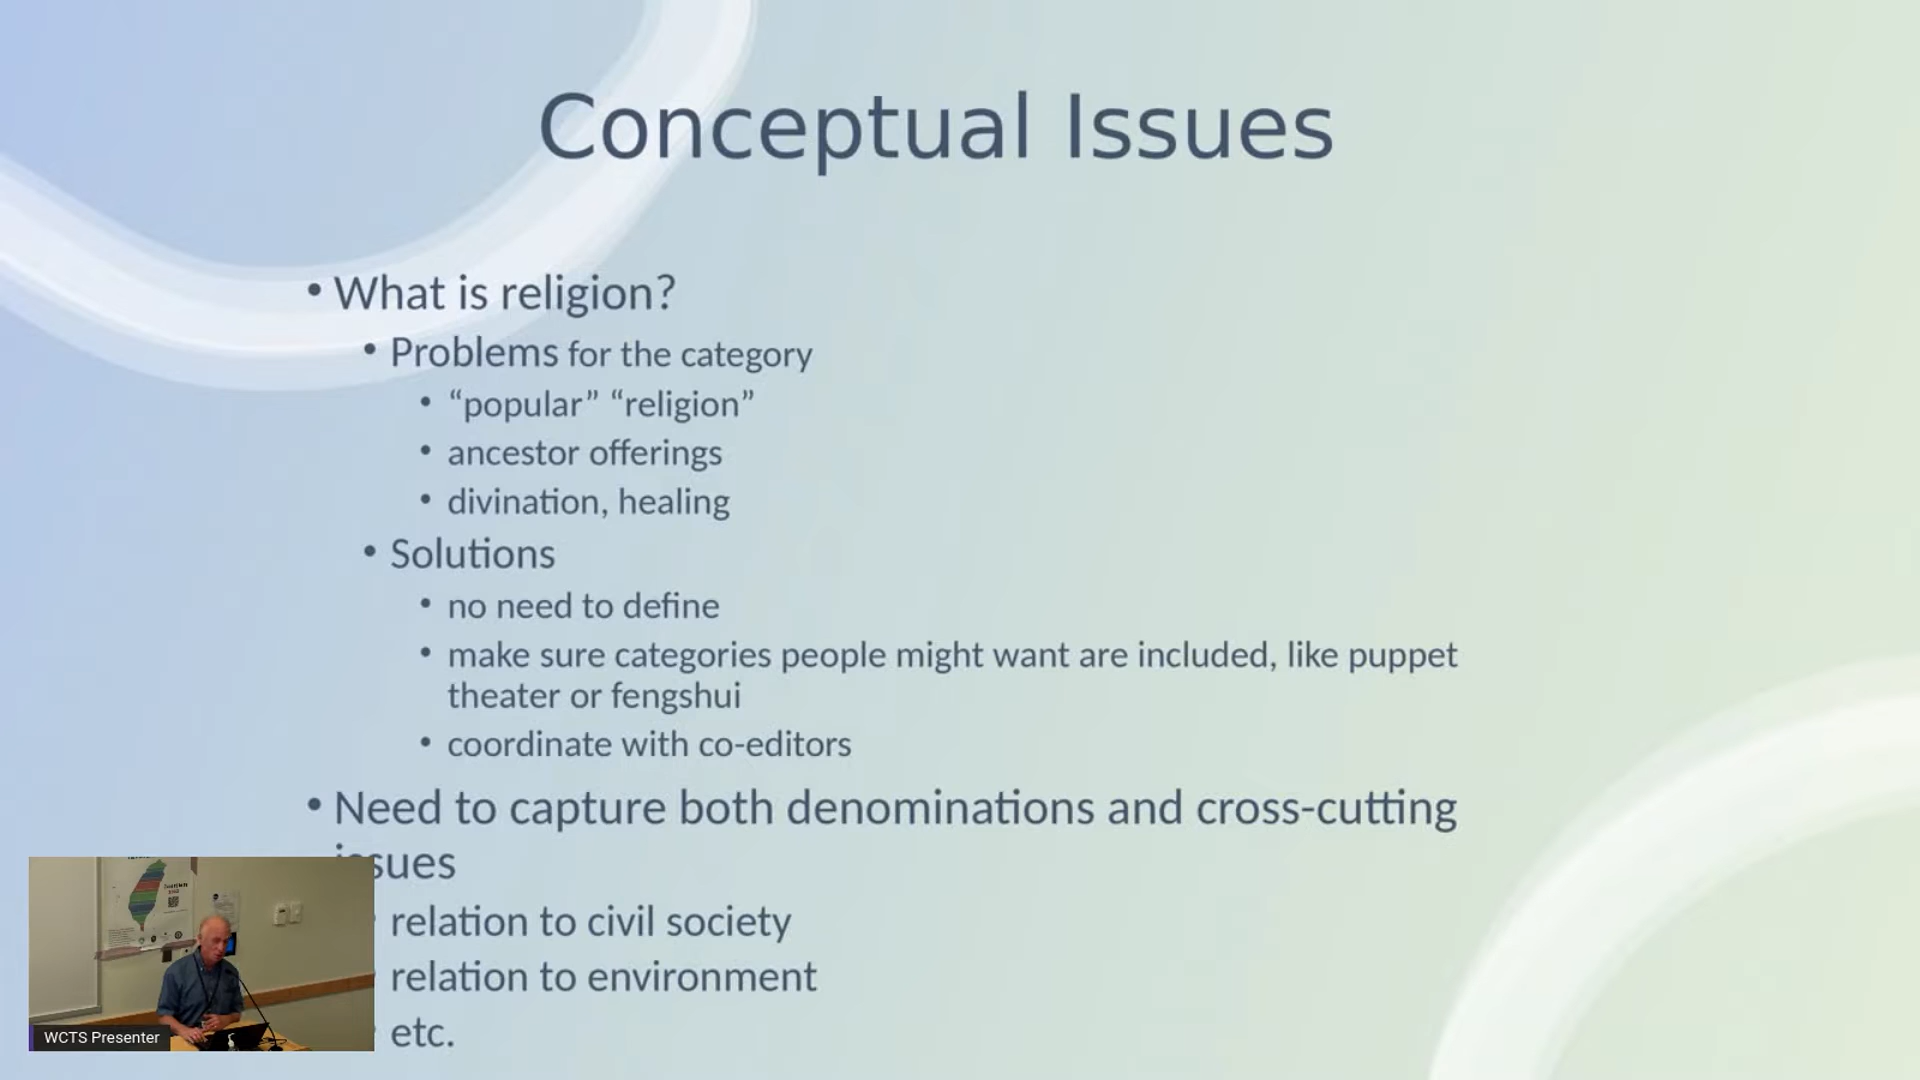 Conceptual Issues
• What is religion?
• Problems for the category
• “popular” “religion”
• ancestor offerings
• divination, healing
• Solutions
• no need to define
• make sure categories people might want are included, like puppet
theater or fengshui
• coordinate with co-editors
• Need to capture both denominations and cross-cutting
issues
relation to civil society
relation to environment
etc.
WCTS Presenter